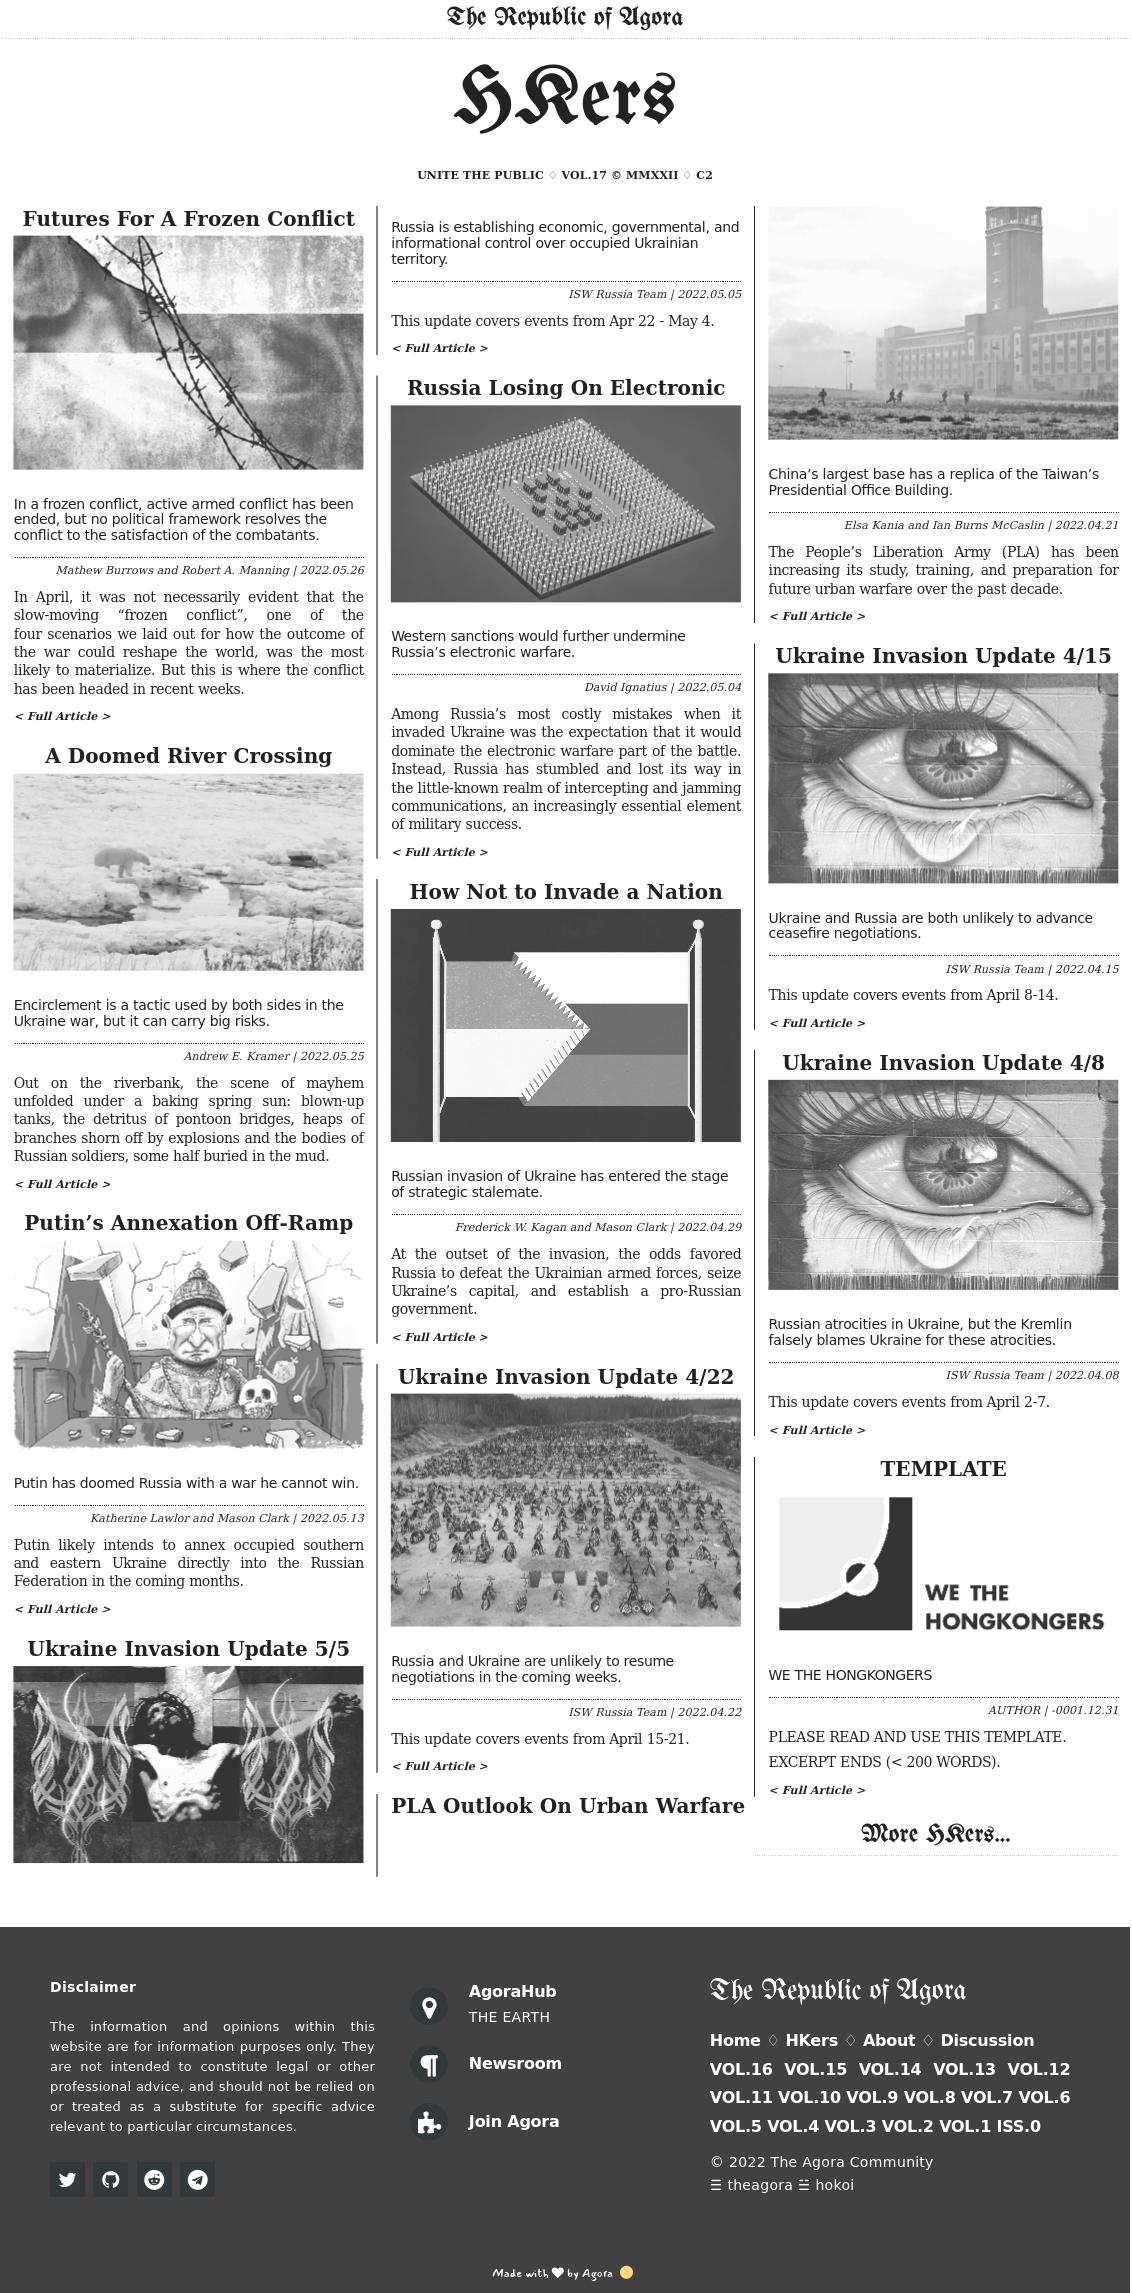 The Republic of Agora
HKers
UNITE THE PUBLIC ♢ VOL.17 © MMXXII ♢ C2
Futures For A Frozen Conflict
In a frozen conflict, active armed conflict has been
ended, but no political framework resolves the
conflict to the satisfaction of the combatants.
Mathew Burrows and Robert A. Manning | 2022.05.26
In April, it was not necessarily evident that the
slow-moving “frozen conflict”, one of the
four scenarios we laid out for how the outcome of
the war could reshape the world, was the most
likely to materialize. But this is where the conflict
has been headed in recent weeks.
< Full Article >
A Doomed River Crossing
Encirclement is a tactic used by both sides in the
Ukraine war, but it can carry big risks.
Andrew E. Kramer | 2022.05.25
Out on the riverbank, the scene of mayhem
unfolded under a baking spring sun: blown-up
tanks, the detritus of pontoon bridges, heaps of
branches shorn off by explosions and the bodies of
Russian soldiers, some half buried in the mud.
< Full Article >
Putin’s Annexation Off-Ramp
Putin has doomed Russia with a war he cannot win.
Katherine Lawlor and Mason Clark | 2022.05.13
Putin likely intends to annex occupied southern
and eastern Ukraine directly into the Russian
Federation in the coming months.
< Full Article >
Ukraine Invasion Update 5/5
Russia is establishing economic, governmental, and
informational control over occupied Ukrainian
territory.
ISW Russia Team | 2022.05.05
This update covers events from Apr 22 - May 4.
< Full Article >
Russia Losing On Electronic
Western sanctions would further undermine
Russia’s electronic warfare.
David Ignatius | 2022.05.04
Among Russia’s most costly mistakes when it
invaded Ukraine was the expectation that it would
dominate the electronic warfare part of the battle.
Instead, Russia has stumbled and lost its way in
the little-known realm of intercepting and jamming
communications, an increasingly essential element
of military success.
< Full Article >
How Not to Invade a Nation
Russian invasion of Ukraine has entered the stage
of strategic stalemate.
Frederick W. Kagan and Mason Clark | 2022.04.29
At the outset of the invasion, the odds favored
Russia to defeat the Ukrainian armed forces, seize
Ukraine’s capital, and establish a pro-Russian
government.
< Full Article >
Ukraine Invasion Update 4/22
Russia and Ukraine are unlikely to resume
negotiations in the coming weeks.
ISW Russia Team | 2022.04.22
This update covers events from April 15-21.
< Full Article >
PLA Outlook On Urban Warfare
China’s largest base has a replica of the Taiwan’s
Presidential Office Building.
Elsa Kania and Ian Burns McCaslin | 2022.04.21
The People’s Liberation Army (PLA) has been
increasing its study, training, and preparation for
future urban warfare over the past decade.
< Full Article >
Ukraine Invasion Update 4/15
Ukraine and Russia are both unlikely to advance
ceasefire negotiations.
ISW Russia Team | 2022.04.15
This update covers events from April 8-14.
< Full Article >
Ukraine Invasion Update 4/8
Russian atrocities in Ukraine, but the Kremlin
falsely blames Ukraine for these atrocities.
ISW Russia Team | 2022.04.08
This update covers events from April 2-7.
< Full Article >
TEMPLATE
WE THE
HONGKONGERS
WE THE HONGKONGERS
AUTHOR | -0001.12.31
PLEASE READ AND USE THIS TEMPLATE.
EXCERPT ENDS (< 200 WORDS).
< Full Article >
More HKers...
Disclaimer
The information and opinions within this
website are for information purposes only. They
are not intended to constitute legal or other
professional advice, and should not be relied on
or treated as a substitute for specific advice
relevant to particular circumstances.
AgoraHub
THE EARTH
Newsroom
Join Agora
The Republic of Agora
Home ♢ HKers ♢ About ♢ Discussion
VOL.16 VOL.15 VOL.14 VOL.13 VOL.12
VOL.11 VOL.10 VOL.9 VOL.8 VOL.7 VOL.6
VOL.5 VOL.4 VOL.3 VOL.2 VOL.1 ISS.0
© 2022 The Agora Community
☰ theagora ☱ hokoi
Made with ♥ by Agora